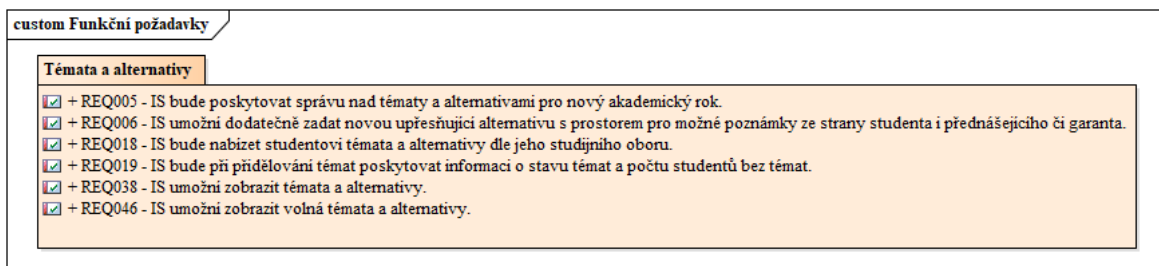 custom Funkční požadavky
Témata a alternativy
+ REQ005 - IS bude poskytovat správu nad tématy a alternativami pro nový akademický rok.
+ REQ006 - IS umožní dodatečně zadat novou upřesňující alternativu s prostorem pro možné poznámky ze strany studenta i přednášejícího či garanta.
+ REQ018 - IS bude nabízet studentovi témata a alternativy dle jeho studijního oboru.
+ REQ019 - IS bude při přidělování témat poskytovat informaci o stavu témat a počtu studentů bez témat.
+ REQ038 - IS umožní zobrazit témata a alternativy.
+ REQ046 - IS umožní zobrazit volná témata a alternativy.